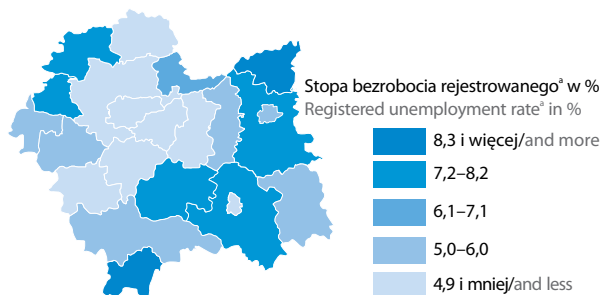 Stopa bezrobocia rejestrowanegoᵃ w %
Registered unemployment rateᵃ in %
8,3 i więcej/and more
7,2–8,2
6,1–7,1
5,0–6,0
4,9 i mniej/and less